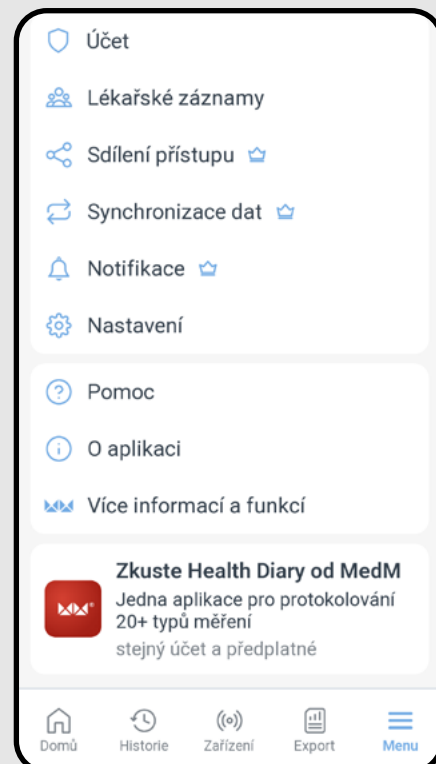 Účet
Lékařské záznamy
Sdílení přístupu
Synchronizace dat
Notifikace
Nastavení
Pomoc
O aplikaci
Více informací a funkcí
Zkuste Health Diary od MedM
Jedna aplikace pro protokolování
20+ typů měření
stejný účet a předplatné
Domů Historie Zařízení Export Menu